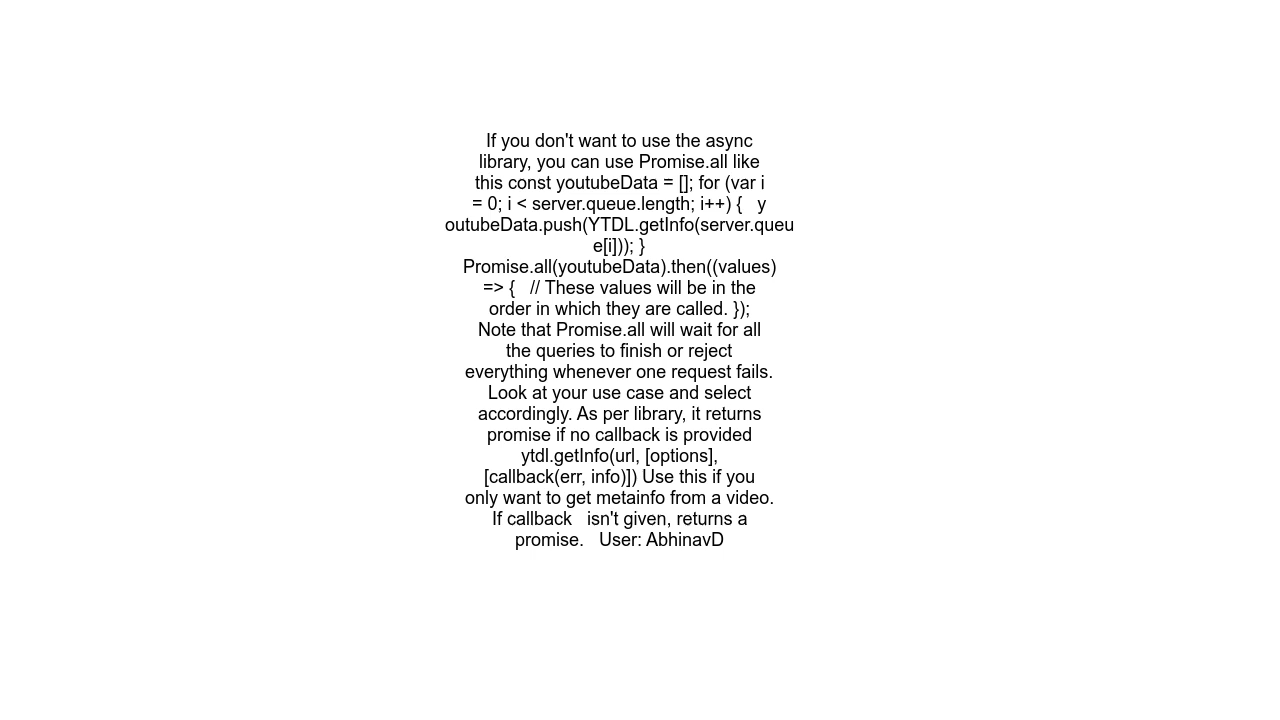 If you don't want to use the async
library, you can use Promise.all like
this const youtubeData = []; for (var i
= 0; i < server.queue.length; i++) {   y
outubeData.push(YTDL.getInfo(server.queu
e[i])); }
Promise.all(youtubeData).then((values)
=> {   // These values will be in the
order in which they are called. });
Note that Promise.all will wait for all
the queries to finish or reject
everything whenever one request fails.
Look at your use case and select
accordingly. As per library, it returns
promise if no callback is provided
ytdl.getInfo(url, [options],
[callback(err, info)]) Use this if you
only want to get metainfo from a video.
If callback   isn't given, returns a
promise.   User: AbhinavD